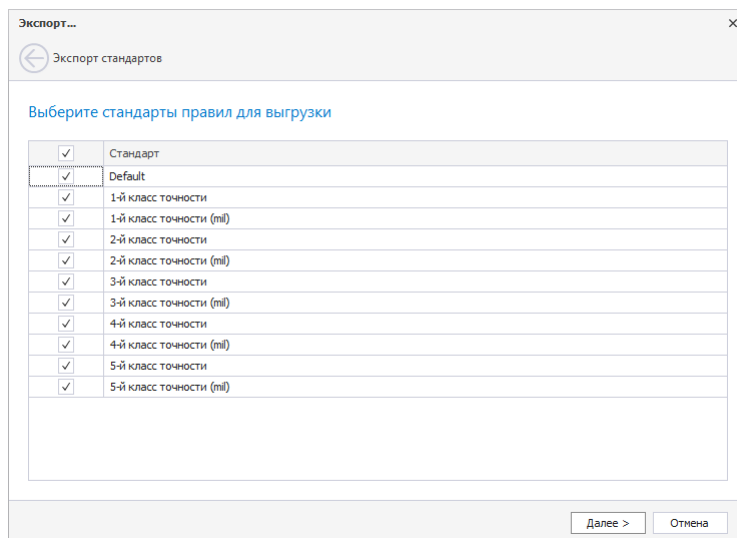 Экспорт...
Экспорт стандартов
Выберите стандарты правил для выгрузки
Стандарт
Default
1-й класс точности
1-й класс точности (mil)
2-й класс точности
2-й класс точности (mil)
3-й класс точности
3-й класс точности (mil)
4-й класс точности
4-й класс точности (mil)
5-й класс точности
5-й класс точности (mil)
Далее > Отмена